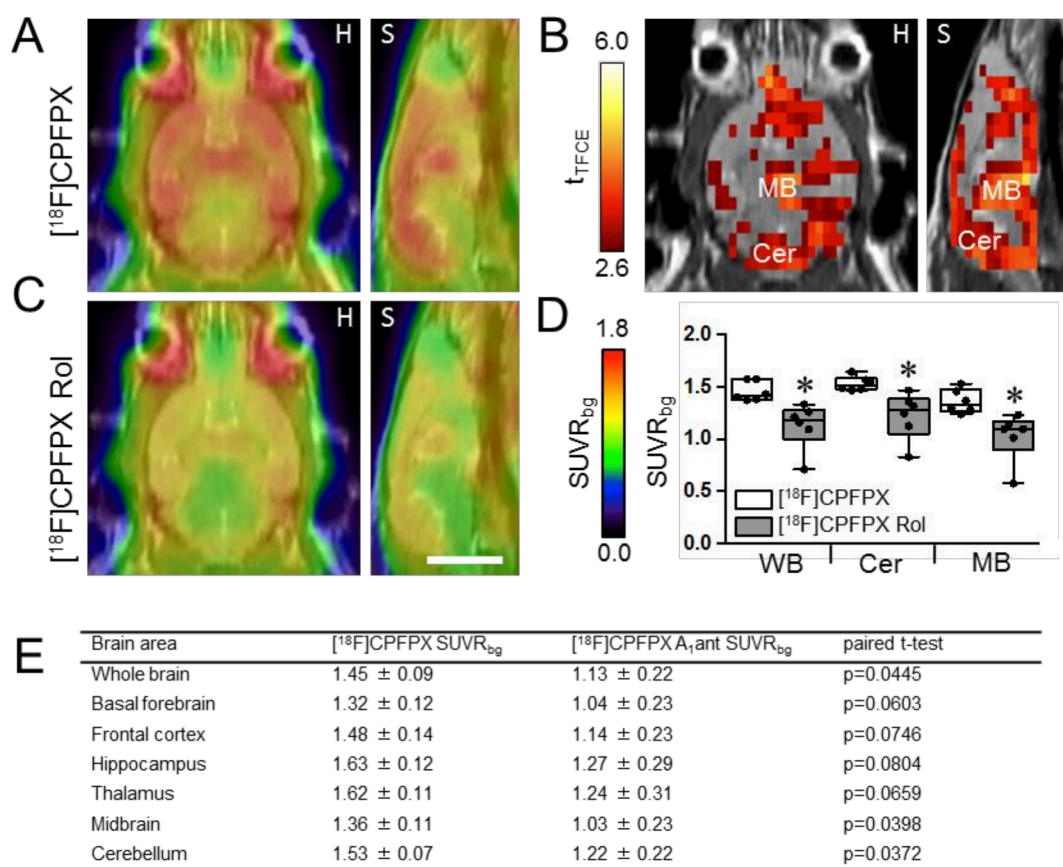 A
H
S
[¹⁸F]CPFPX
B
6.0
t_TFCE
2.6
H
S
MB
Cer
MB
Cer
C
H
S
[¹⁸F]CPFPX Rol
D
1.8
SUVR_bg
0.0
SUVR_bg
2.0
1.5
1.0
0.5
0.0
* * *
[¹⁸F]CPFPX
[¹⁸F]CPFPX Rol
WB Cer MB
E
Brain area [¹⁸F]CPFPX SUVR_bg [¹⁸F]CPFPX A₁ant SUVR_bg paired t-test
Whole brain 1.45 ± 0.09 1.13 ± 0.22 p=0.0445
Basal forebrain 1.32 ± 0.12 1.04 ± 0.23 p=0.0603
Frontal cortex 1.48 ± 0.14 1.14 ± 0.23 p=0.0746
Hippocampus 1.63 ± 0.12 1.27 ± 0.29 p=0.0804
Thalamus 1.62 ± 0.11 1.24 ± 0.31 p=0.0659
Midbrain 1.36 ± 0.11 1.03 ± 0.23 p=0.0398
Cerebellum 1.53 ± 0.07 1.22 ± 0.22 p=0.0372